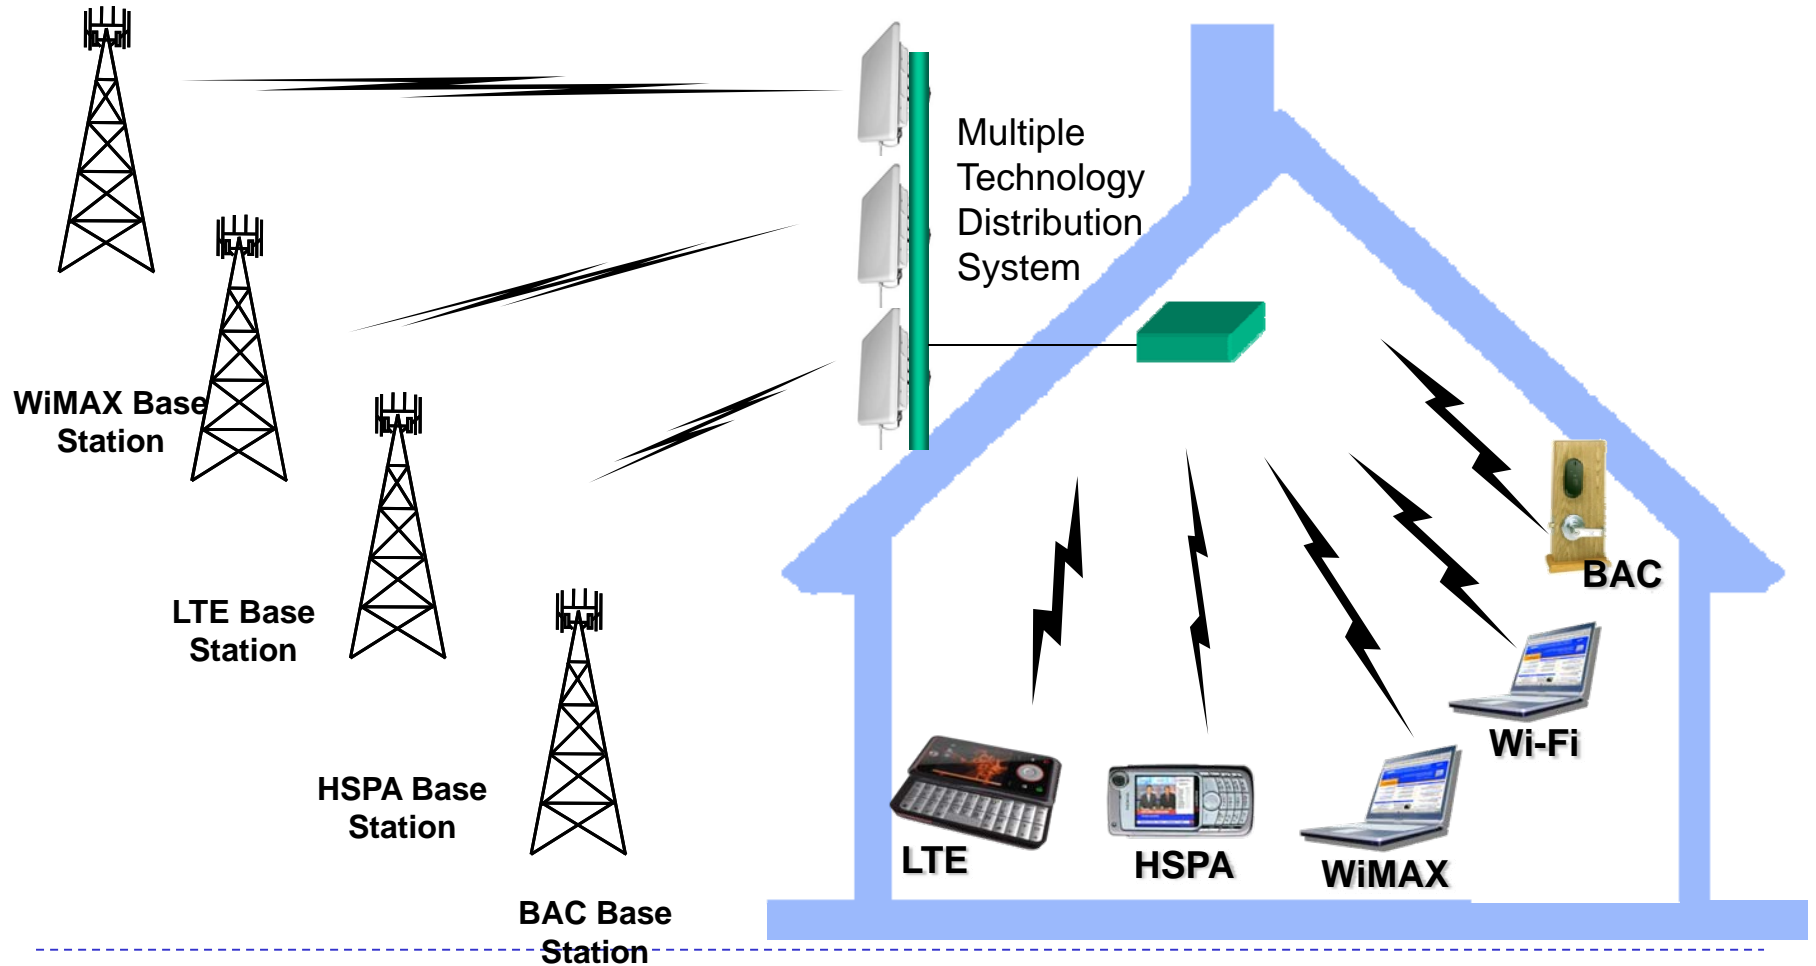 Multiple
Technology
Distribution
System
WiMAX Base
Station
LTE Base
Station
HSPA Base
Station
BAC Base
Station
BAC
Wi-Fi
LTE
HSPA
WiMAX